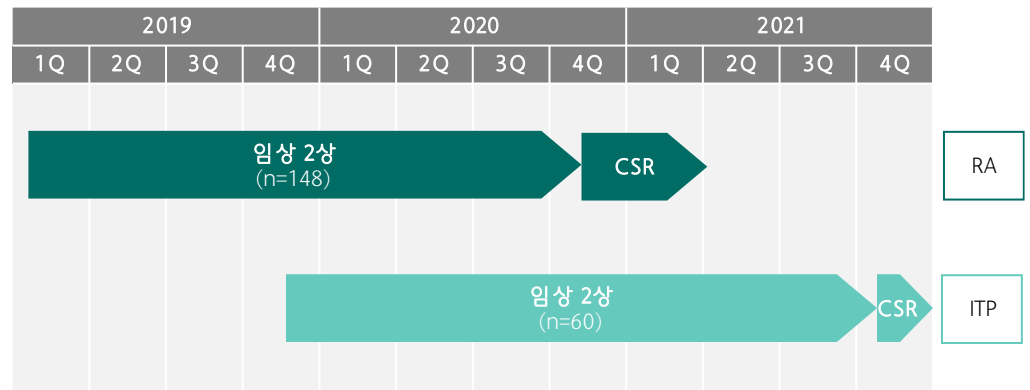 2019 2020 2021
1Q 2Q 3Q 4Q 1Q 2Q 3Q 4Q 1Q 2Q 3Q 4Q
임상 2상
(n=148)
CSR
RA
임상 2상
(n=60)
CSR
ITP